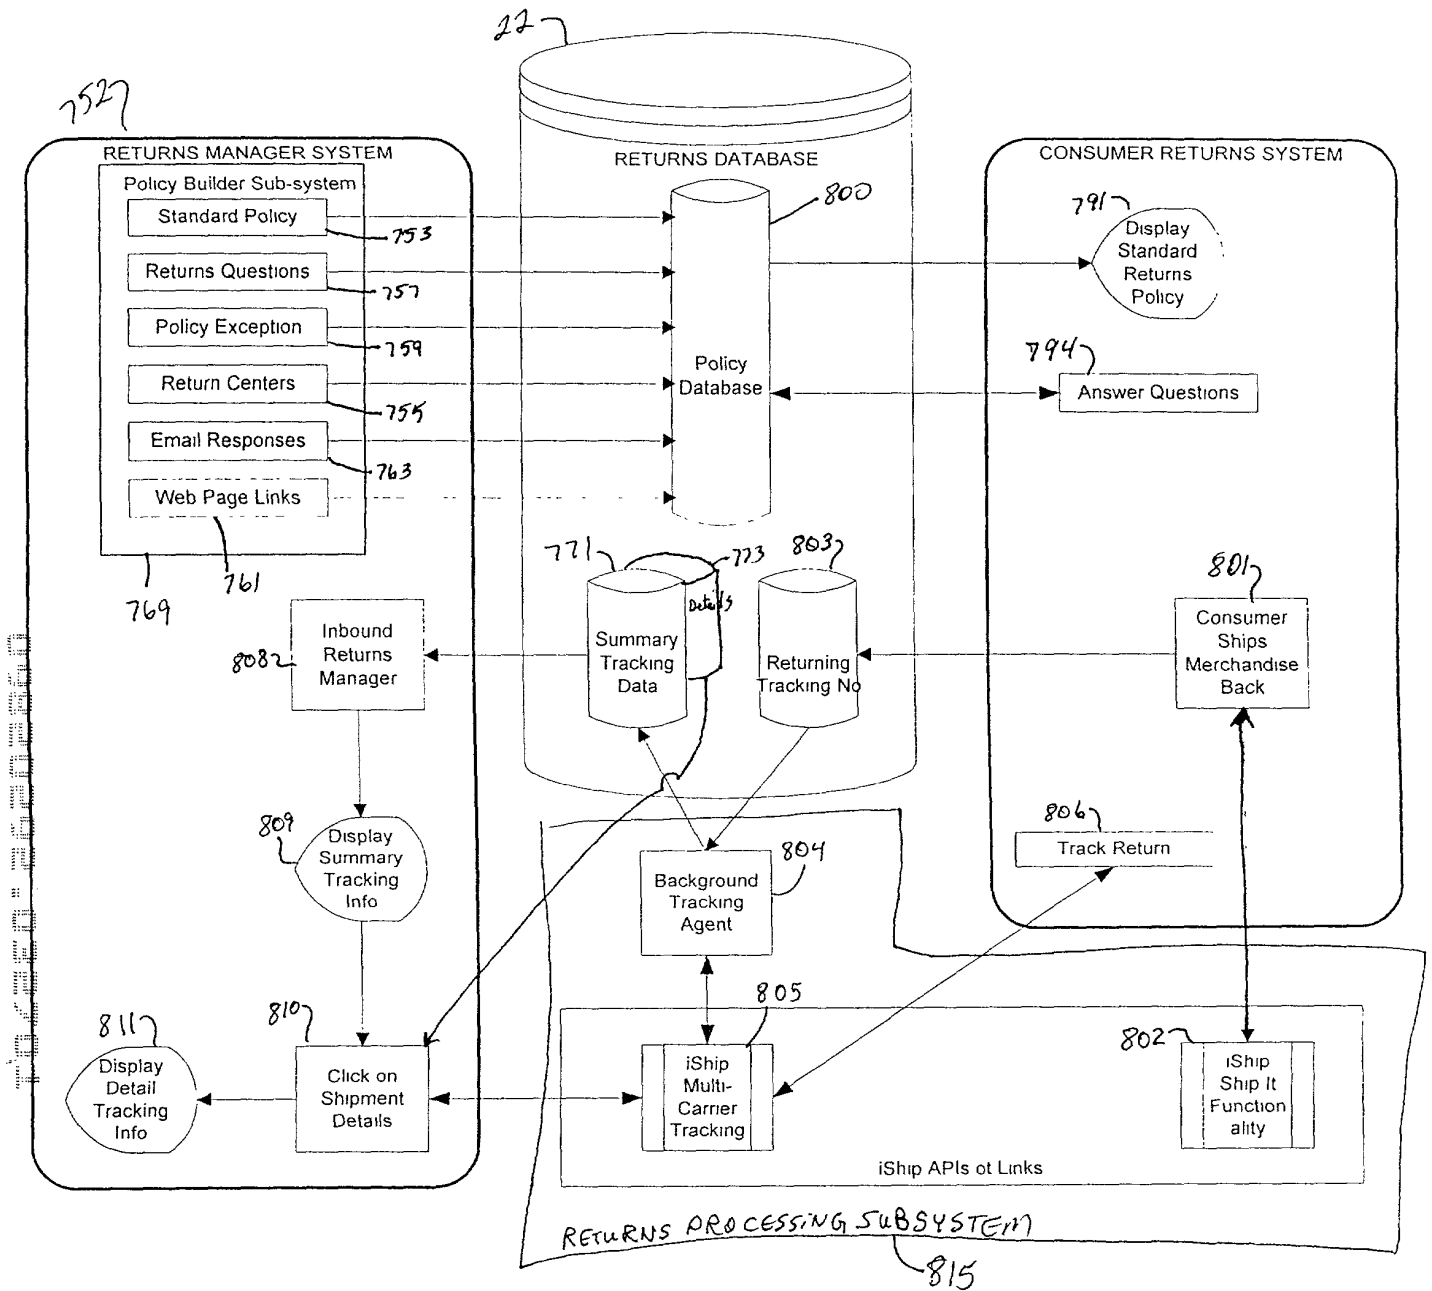 22
752
RETURNS MANAGER SYSTEM
RETURNS DATABASE
CONSUMER RETURNS SYSTEM
Policy Builder Sub-system
Standard Policy
753
Returns Questions
757
Policy Exception
759
Return Centers
755
Email Responses
763
Web Page Links
761
769
800
Policy
Database
791
Display
Standard
Returns
Policy
794
Answer Questions
771
773
Details
803
Summary
Tracking
Data
Returning
Tracking No
801
Consumer
Ships
Merchandise
Back
808
Inbound
Returns
Manager
809
Display
Summary
Tracking
Info
804
Background
Tracking
Agent
806
Track Return
811
Display
Detail
Tracking
Info
810
Click on
Shipment
Details
805
iShip
Multi-
Carrier
Tracking
802
iShip
Ship It
Function
ality
iShip APIs ot Links
RETURNS PROCESSING SUBSYSTEM
815